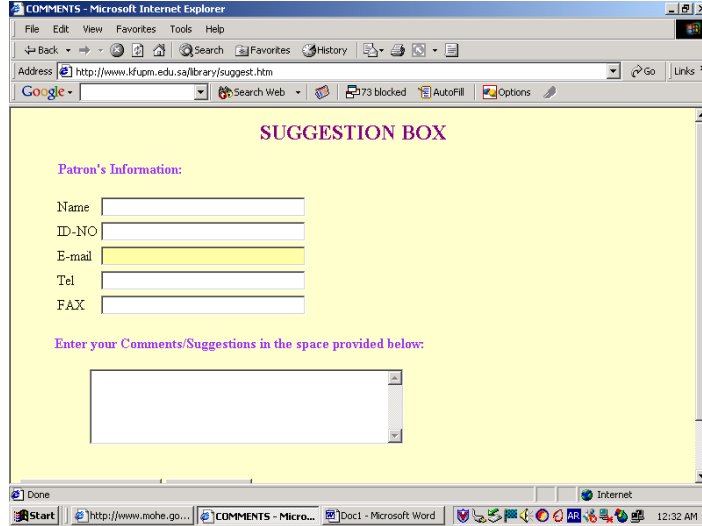 COMMENTS - Microsoft Internet Explorer
File Edit View Favorites Tools Help
Back Search Favorites History
Address http://www.kfupm.edu.sa/library/suggest.htm Go Links
Google Search Web 73 blocked AutoFill Options
SUGGESTION BOX
Patron's Information:
Name
ID-NO
E-mail
Tel
FAX
Enter your Comments/Suggestions in the space provided below:
Done Internet
Start http://www.mohe.go... COMMENTS - Micro... Doc1 - Microsoft Word AR 12:32 AM